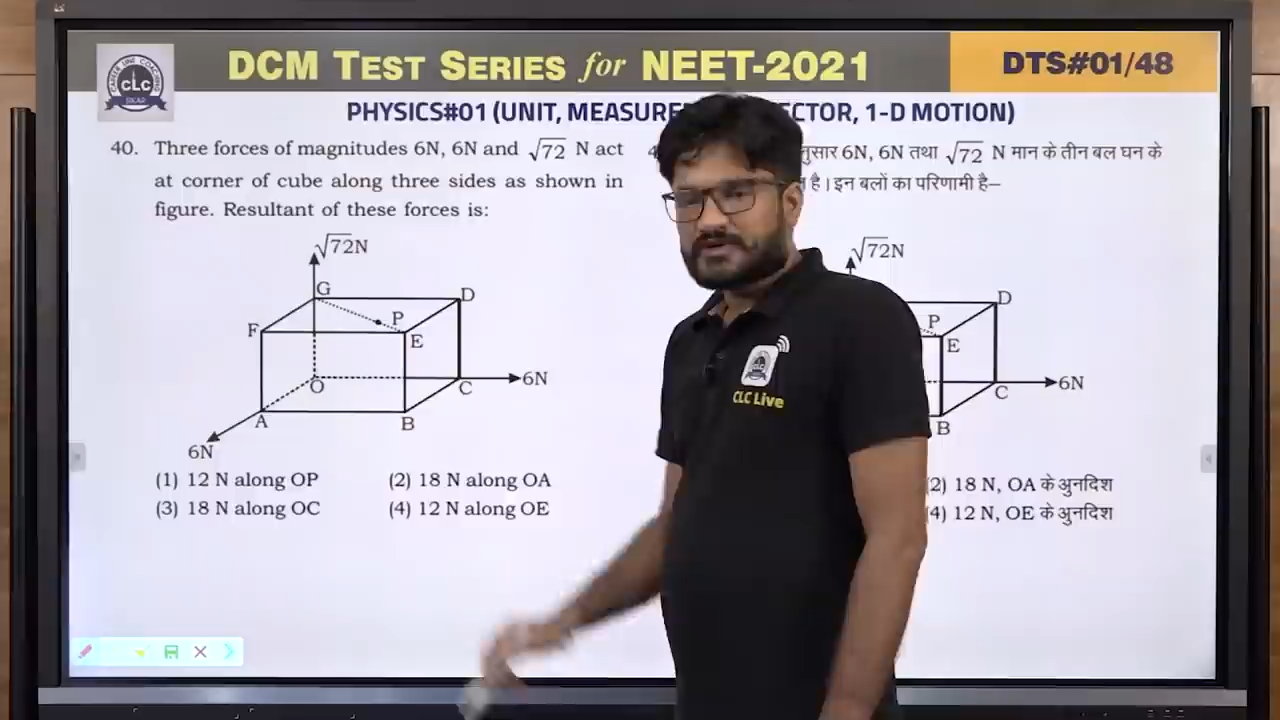 DCM TEST SERIES for NEET-2021
DTS#01/48
CLC
SIKAR
PHYSICS#01 (UNIT, MEASURE CTOR, 1-D MOTION)
40. Three forces of magnitudes 6N, 6N and √72 N act
at corner of cube along three sides as shown in
figure. Resultant of these forces is:
√72N
G
D
F
P
E
O
C
6N
A
B
6N
(1) 12 N along OP
(2) 18 N along OA
(3) 18 N along OC
(4) 12 N along OE
6N, 6N तथा √72 N मान के तीन बल घन के
है। इन बलों का परिणामी है–
√72N
D
P
E
C
6N
B
(2) 18 N, OA के अुनदिश
(4) 12 N, OE के अुनदिश
CLC Live